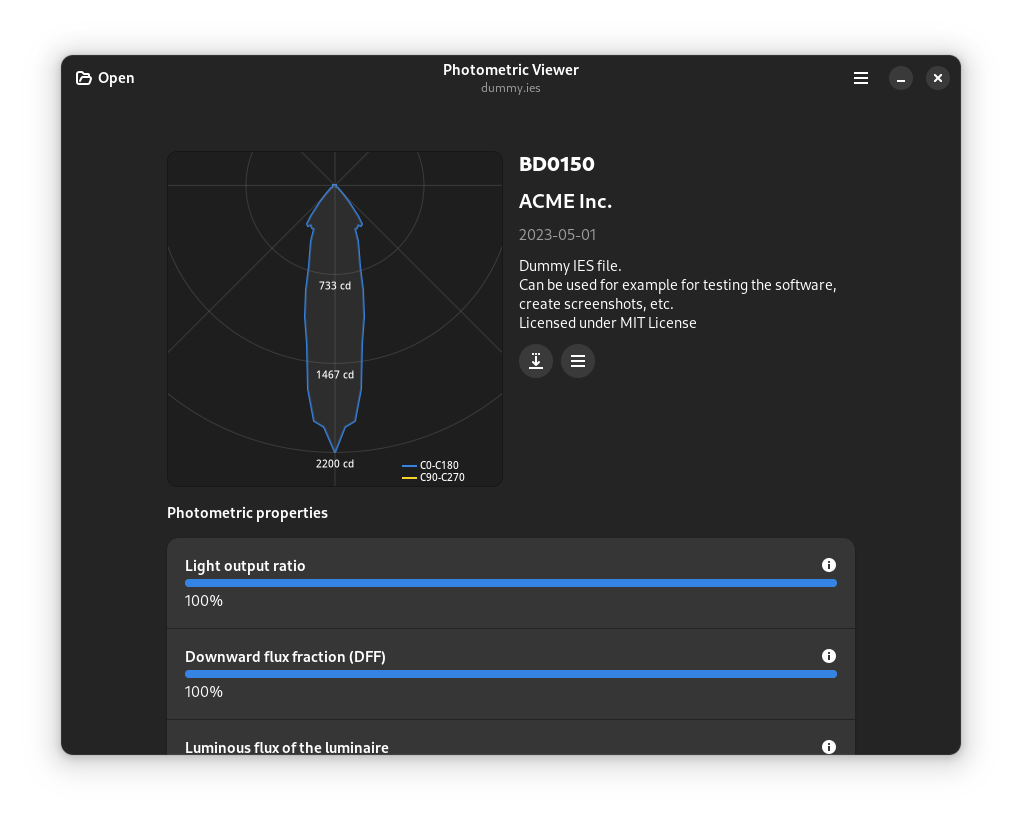 Open
Photometric Viewer
dummy.ies
BD0150
ACME Inc.
2023-05-01
Dummy IES file.
Can be used for example for testing the software,
create screenshots, etc.
Licensed under MIT License
733 cd
1467 cd
2200 cd
C0-C180
C90-C270
Photometric properties
Light output ratio
100%
Downward flux fraction (DFF)
100%
Luminous flux of the luminaire